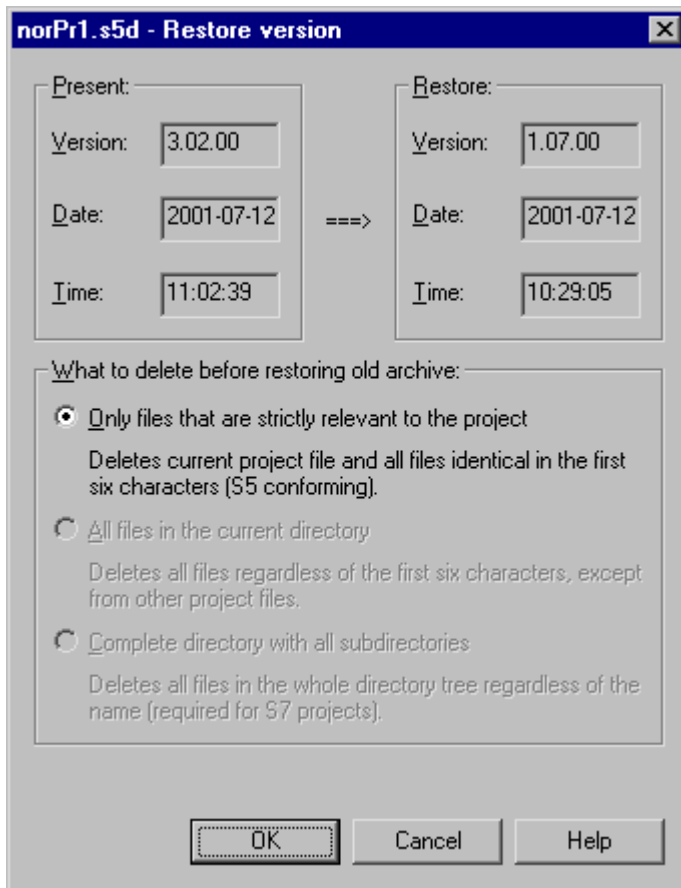 norPr1.s5d - Restore version
Present:
Version: 3.02.00
Date: 2001-07-12
Time: 11:02:39
===>
Restore:
Version: 1.07.00
Date: 2001-07-12
Time: 10:29:05
What to delete before restoring old archive:
Only files that are strictly relevant to the project
Deletes current project file and all files identical in the first
six characters (S5 conforming).
All files in the current directory
Deletes all files regardless of the first six characters, except
from other project files.
Complete directory with all subdirectories
Deletes all files in the whole directory tree regardless of the
name (required for S7 projects).
OK
Cancel
Help